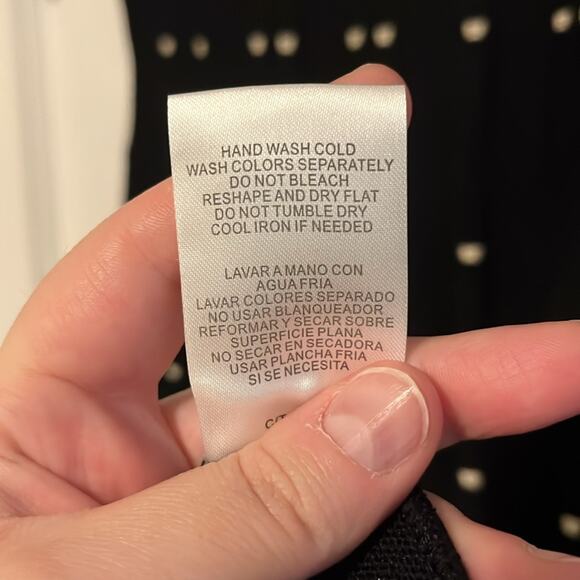 HAND WASH COLD
WASH COLORS SEPARATELY
DO NOT BLEACH
RESHAPE AND DRY FLAT
DO NOT TUMBLE DRY
COOL IRON IF NEEDED
LAVAR A MANO CON
AGUA FRIA
LAVAR COLORES SEPARADO
NO USAR BLANQUEADOR
REFORMAR Y SECAR SOBRE
SUPERFICIE PLANA
NO SECAR EN SECADORA
USAR PLANCHA FRIA
SI SE NECESITA